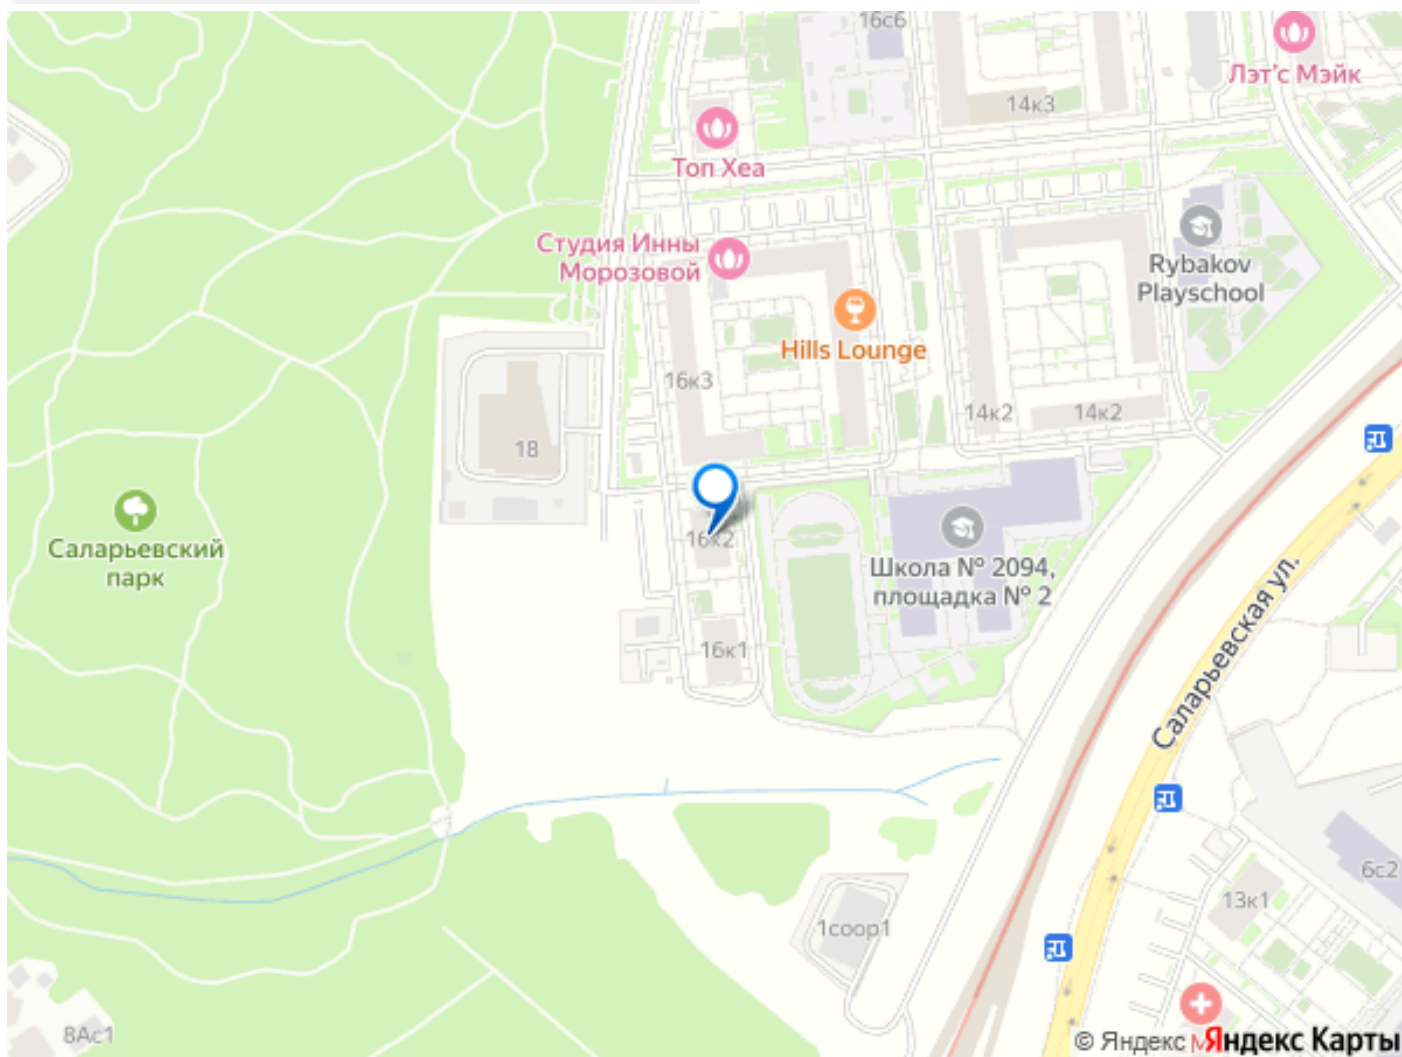 16с6
Лэт'с Мэйк
14к3
Топ Хеа
Студия Инны
Морозовой
Rybakov
Playschool
Hills Lounge
16к3
14к2
14к2
18
Саларьевский
парк
16к2
Школа № 2094,
площадка № 2
16к1
Саларьевская ул.
6с2
13к1
1соор1
8Ас1
© Яндекс
Яндекс Карты